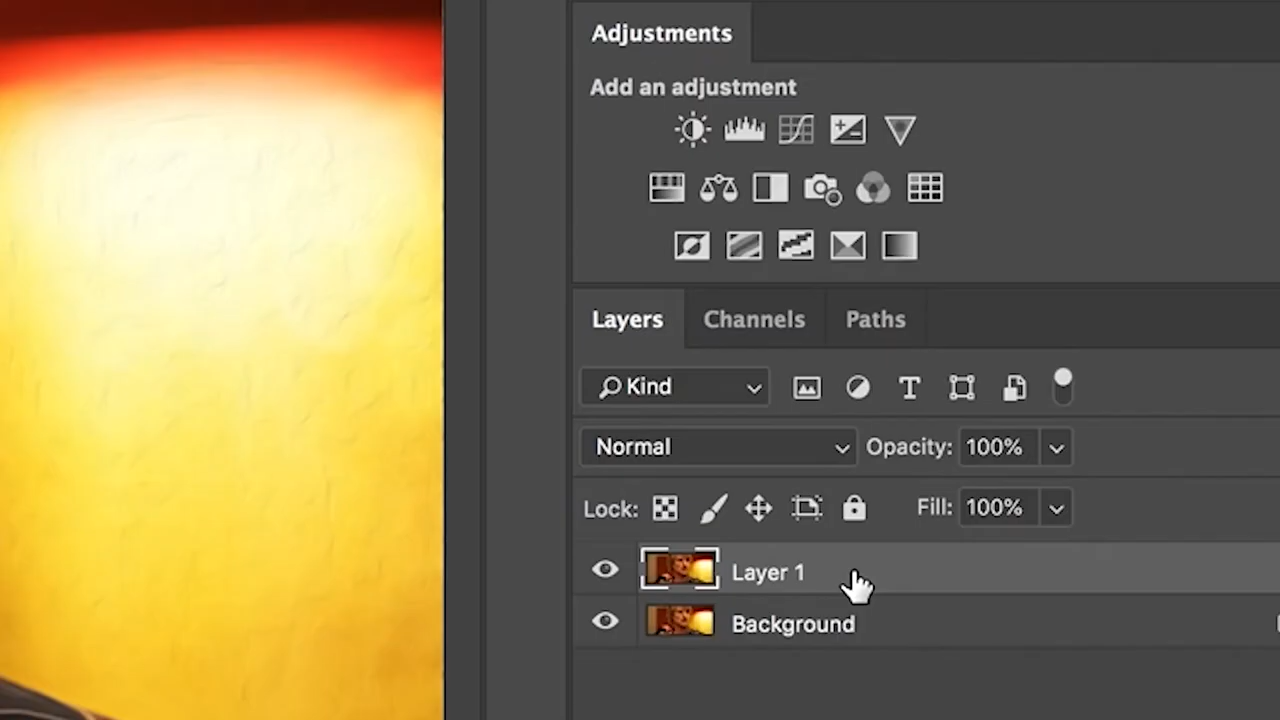 Adjustments
Add an adjustment
Layers Channels Paths
Kind
Normal Opacity: 100%
Lock: Fill: 100%
Layer 1
Background